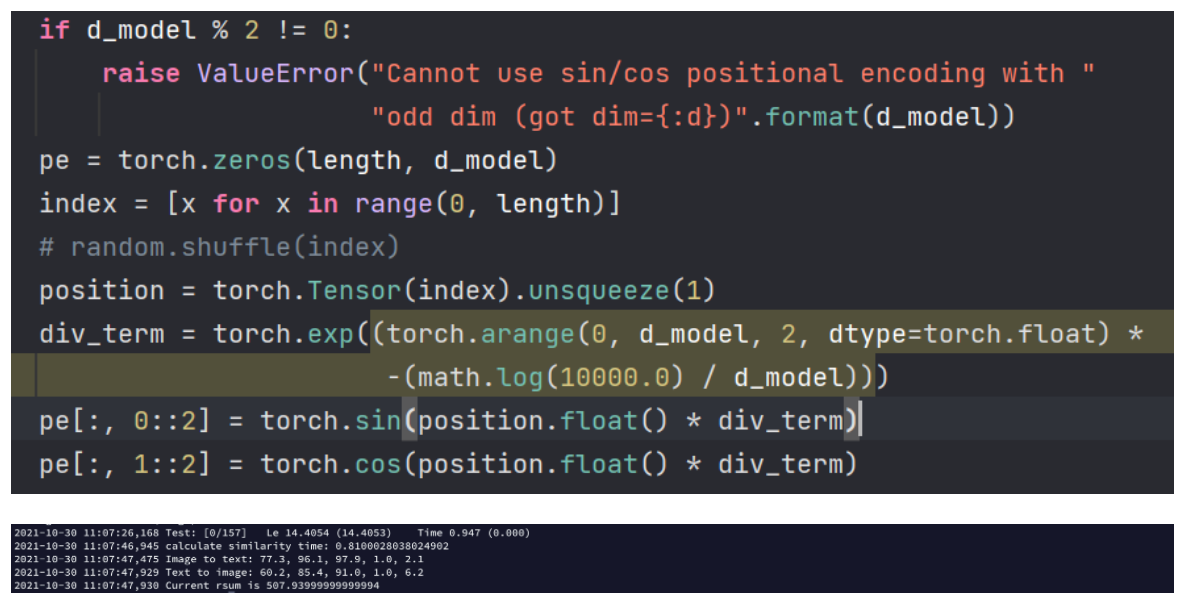 if d_model % 2 != 0:
raise ValueError("Cannot use sin/cos positional encoding with "
"odd dim (got dim={:d})".format(d_model))
pe = torch.zeros(length, d_model)
index = [x for x in range(0, length)]
# random.shuffle(index)
position = torch.Tensor(index).unsqueeze(1)
div_term = torch.exp((torch.arange(0, d_model, 2, dtype=torch.float) *
-(math.log(10000.0) / d_model)))
pe[:, 0::2] = torch.sin(position.float() * div_term)
pe[:, 1::2] = torch.cos(position.float() * div_term)
2021-10-30 11:07:26,168 Test: [0/157] Le 14.4054 (14.4053) Time 0.947 (0.000)
2021-10-30 11:07:46,945 calculate similarity time: 0.8100028038024902
2021-10-30 11:07:47,475 Image to text: 77.3, 96.1, 97.9, 1.0, 2.1
2021-10-30 11:07:47,929 Text to image: 60.2, 85.4, 91.0, 1.0, 6.2
2021-10-30 11:07:47,930 Current rsum is 507.93999999999994